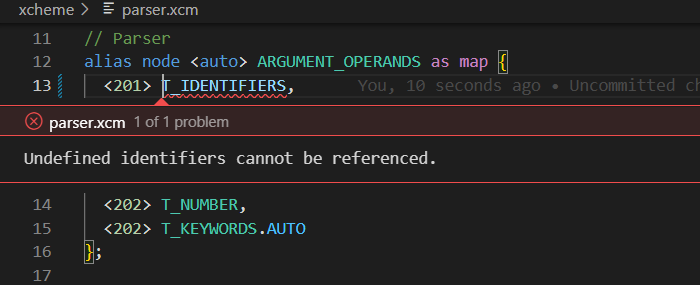 xcheme > parser.xcm
11 // Parser
12 alias node <auto> ARGUMENT_OPERANDS as map {
13 <201> T_IDENTIFIERS, You, 10 seconds ago • Uncommitted ch
parser.xcm 1 of 1 problem
Undefined identifiers cannot be referenced.
14 <202> T_NUMBER,
15 <202> T_KEYWORDS.AUTO
16 };
17